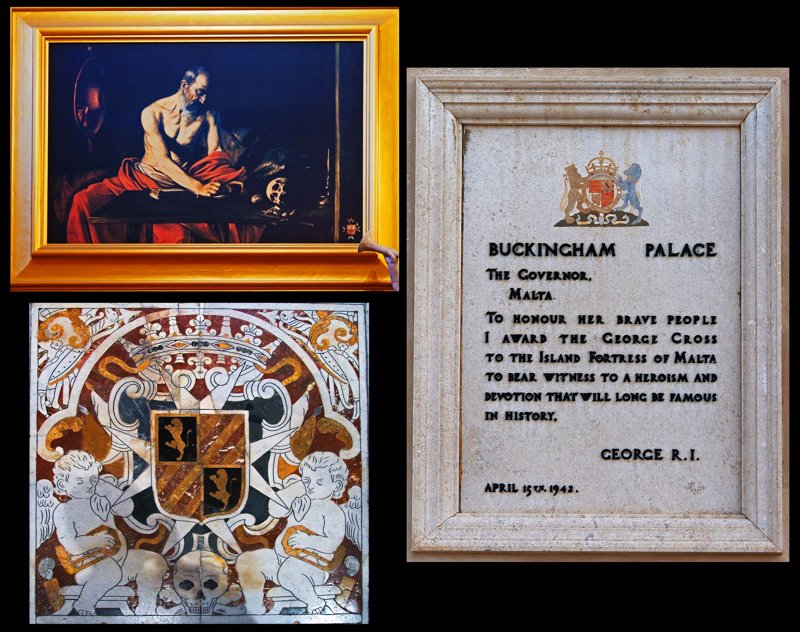 BUCKINGHAM PALACE
THE GOVERNOR.
MALTA.
TO HONOUR HER BRAVE PEOPLE
I AWARD THE GEORGE CROSS
TO THE ISLAND FORTRESS OF MALTA
TO BEAR WITNESS TO A HEROISM AND
DEVOTION THAT WILL LONG BE FAMOUS
IN HISTORY.
GEORGE R.I.
APRIL 15TH. 1942.